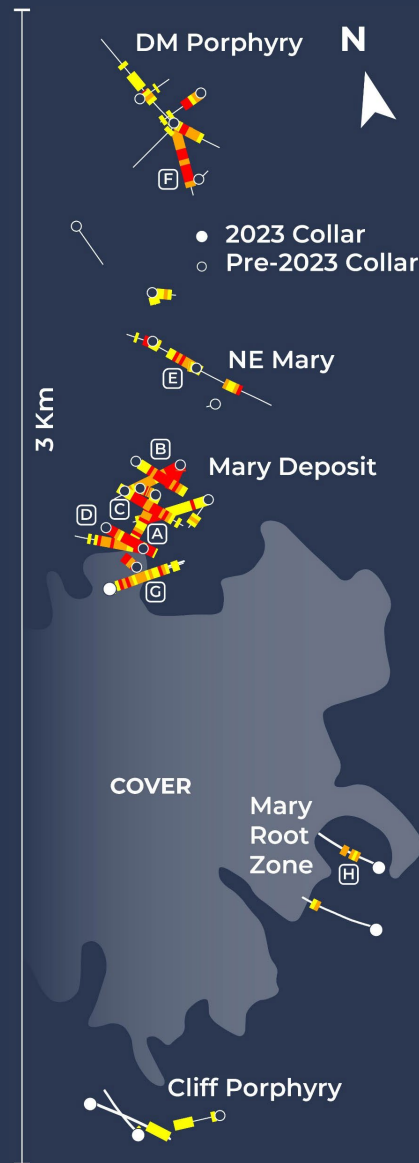 DM Porphyry
N
F
2023 Collar
Pre-2023 Collar
NE Mary
E
3 Km
B
Mary Deposit
C
D
A
G
COVER
Mary
Root
Zone
H
Cliff Porphyry